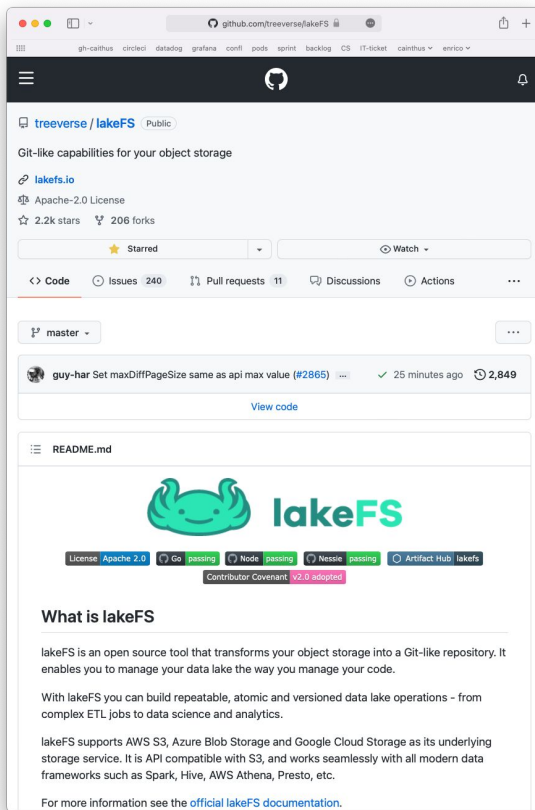 github.com/treeverse/lakeFS
gh-caithus circleci datadog grafana confl pods sprint backlog CS IT-ticket cainthus enrico
treeverse / lakeFS Public
Git-like capabilities for your object storage
lakefs.io
Apache-2.0 License
2.2k stars 206 forks
Starred Watch
Code Issues 240 Pull requests 11 Discussions Actions
master
guy-har Set maxDiffPageSize same as api max value (#2865) ... 25 minutes ago 2,849
View code
README.md
lakeFS
License Apache 2.0 Go passing Node passing Nessie passing Artifact Hub lakefs
Contributor Covenant v2.0 adopted
What is lakeFS
lakeFS is an open source tool that transforms your object storage into a Git-like repository. It
enables you to manage your data lake the way you manage your code.
With lakeFS you can build repeatable, atomic and versioned data lake operations - from
complex ETL jobs to data science and analytics.
lakeFS supports AWS S3, Azure Blob Storage and Google Cloud Storage as its underlying
storage service. It is API compatible with S3, and works seamlessly with all modern data
frameworks such as Spark, Hive, AWS Athena, Presto, etc.
For more information see the official lakeFS documentation.